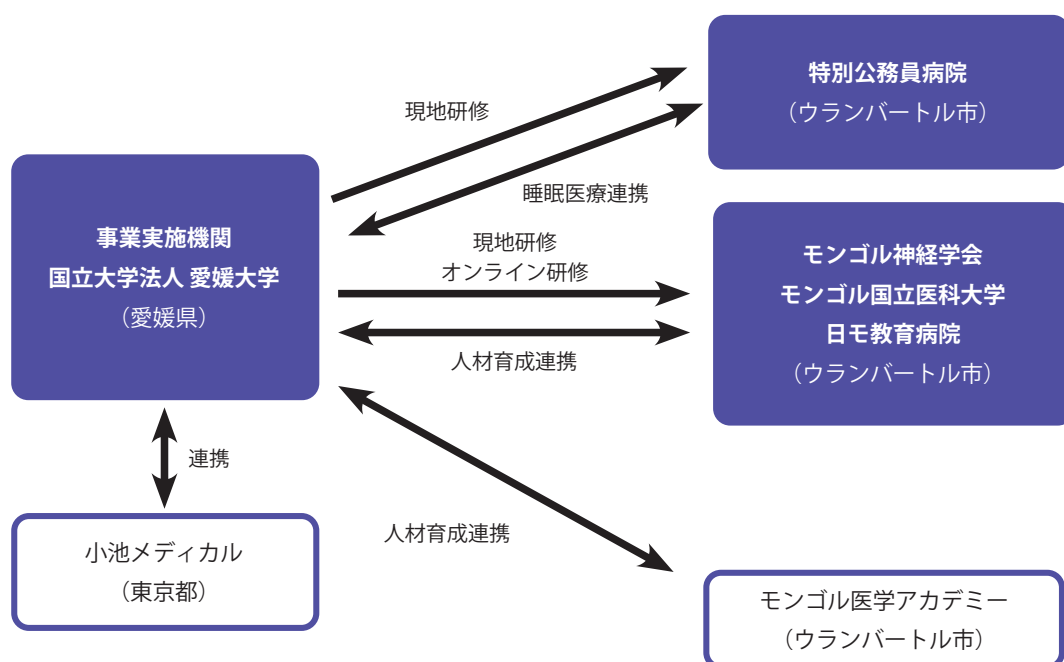 特別公務員病院
（ウランバートル市）
現地研修
睡眠医療連携
事業実施機関
国立大学法人 愛媛大学
（愛媛県）
現地研修
オンライン研修
人材育成連携
モンゴル神経学会
モンゴル国立医科大学
日モ教育病院
（ウランバートル市）
連携
人材育成連携
小池メディカル
（東京都）
モンゴル医学アカデミー
（ウランバートル市）